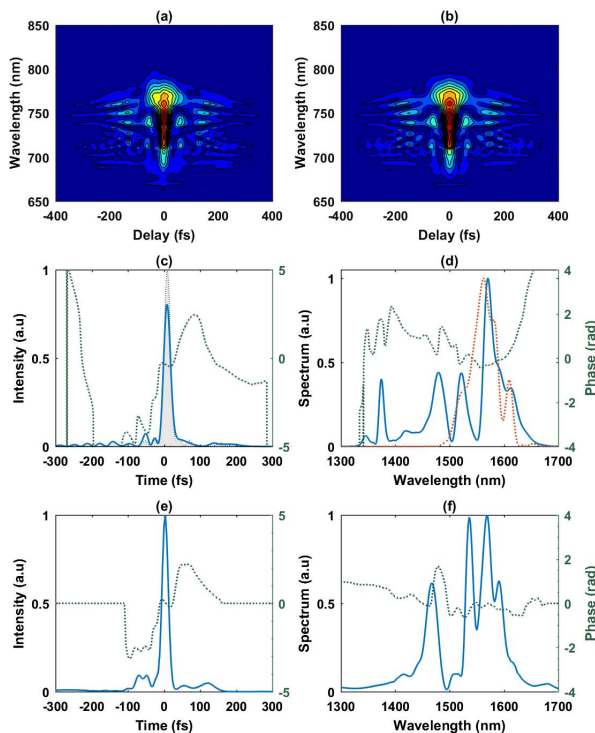 (a) (b)
850 850
800 800
750 750
700 700
650 650
Wavelength (nm) Wavelength (nm)
-400 -200 0 200 400 -400 -200 0 200 400
Delay (fs) Delay (fs)
(c) (d)
1 5 1 4
2
0.5 0 0.5 0
-2
0 -5 0 -4
Intensity (a.u) Spectrum (a.u) Phase (rad)
-300 -200 -100 0 100 200 300 1300 1400 1500 1600 1700
Time (fs) Wavelength (nm)
(e) (f)
1 5 1 4
2
0.5 0 0.5 0
-2
0 -5 0 -4
Intensity (a.u) Spectrum (a.u) Phase (rad)
-300 -200 -100 0 100 200 300 1300 1400 1500 1600 1700
Time (fs) Wavelength (nm)